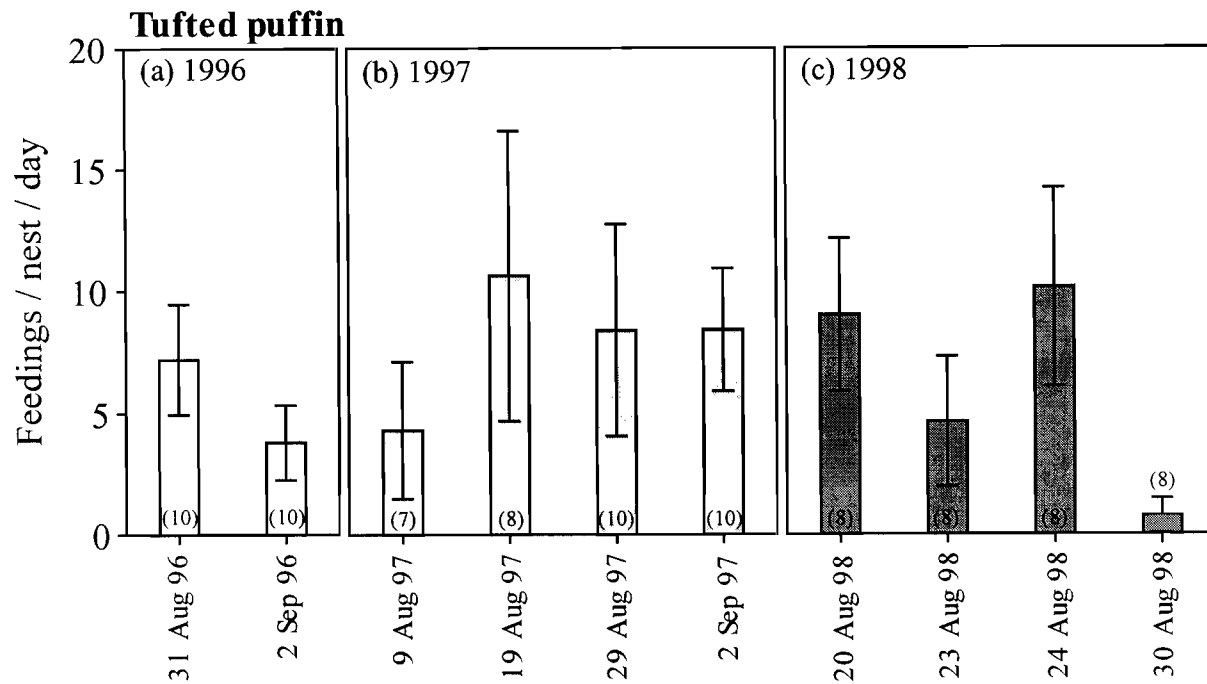 Tufted puffin
(a) 1996
(b) 1997
(c) 1998
Feedings / nest / day
20
15
10
5
0
(10)
(10)
(7)
(8)
(10)
(10)
(8)
(8)
(8)
(8)
31 Aug 96
2 Sep 96
9 Aug 97
19 Aug 97
29 Aug 97
2 Sep 97
20 Aug 98
23 Aug 98
24 Aug 98
30 Aug 98